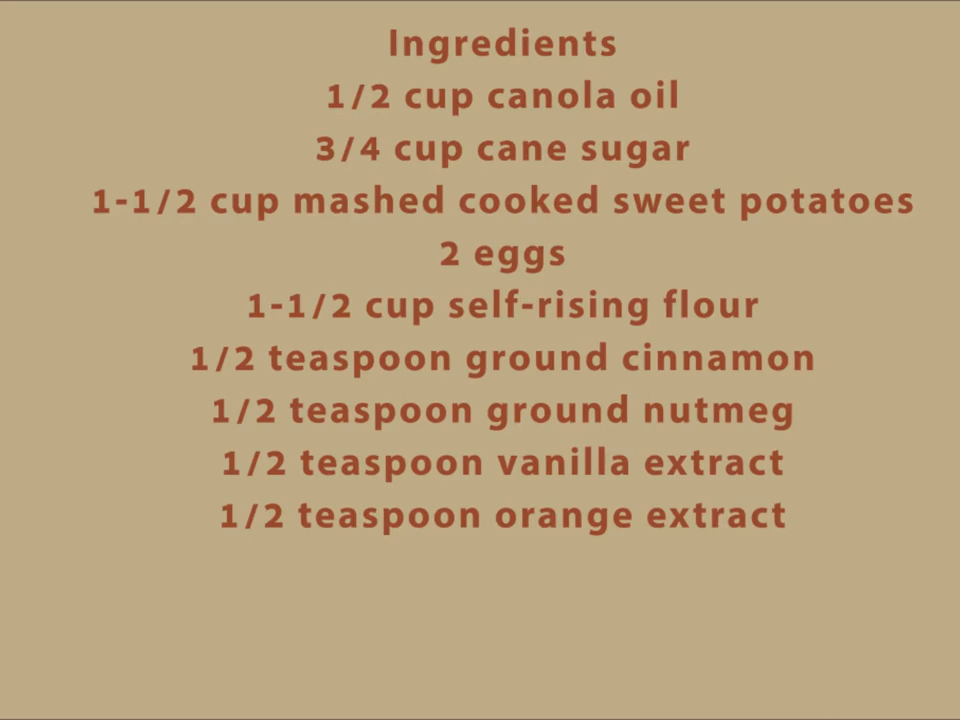 Ingredients
1/2 cup canola oil
3/4 cup cane sugar
1-1/2 cup mashed cooked sweet potatoes
2 eggs
1-1/2 cup self-rising flour
1/2 teaspoon ground cinnamon
1/2 teaspoon ground nutmeg
1/2 teaspoon vanilla extract
1/2 teaspoon orange extract